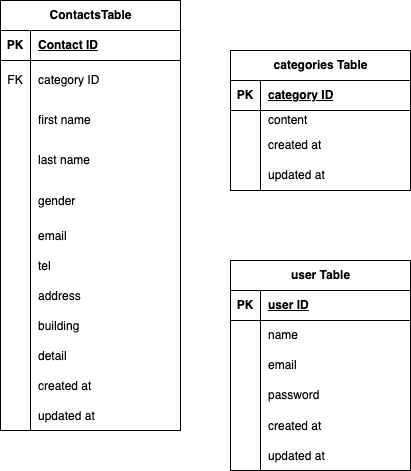 ContactsTable
PK Contact ID
FK category ID
first name
last name
gender
email
tel
address
building
detail
created at
updated at
categories Table
PK category ID
content
created at
updated at
user Table
PK user ID
name
email
password
created at
updated at